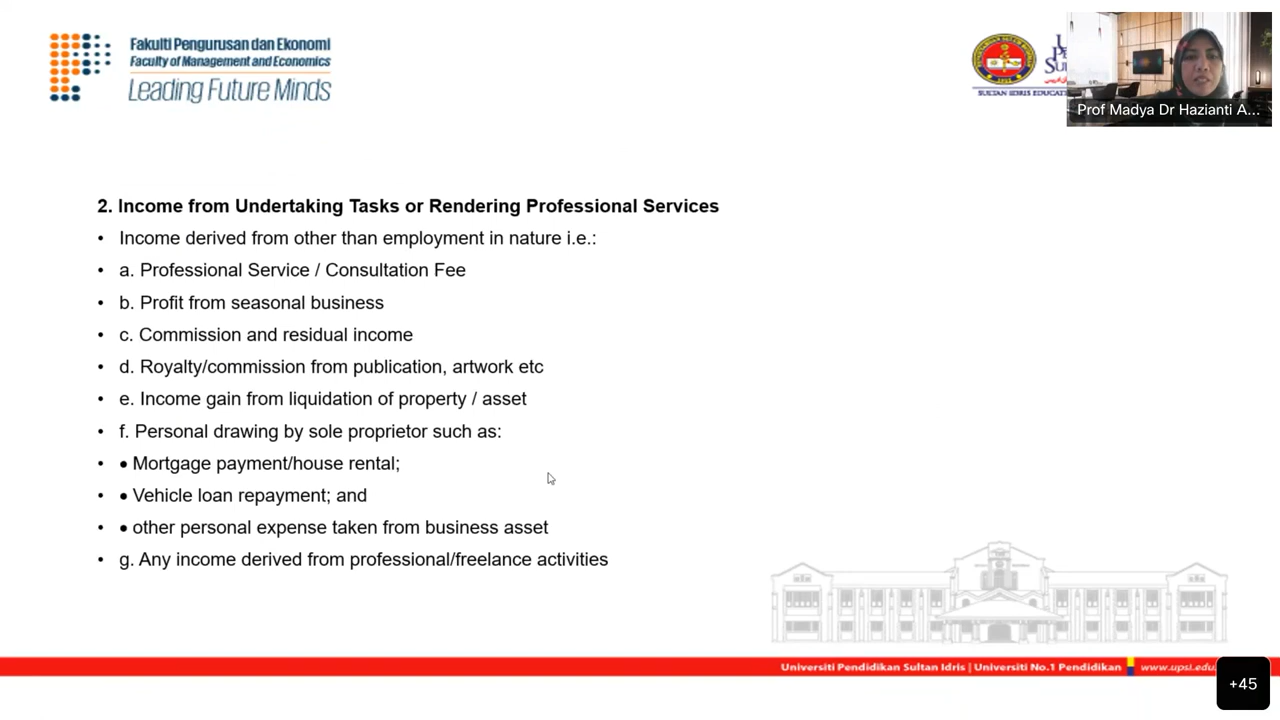 Fakulti Pengurusan dan Ekonomi
Faculty of Management and Economics
Leading Future Minds
SULTAN IDRIS EDUCATI
Prof Madya Dr Hazianti A...
2. Income from Undertaking Tasks or Rendering Professional Services
• Income derived from other than employment in nature i.e.:
• a. Professional Service / Consultation Fee
• b. Profit from seasonal business
• c. Commission and residual income
• d. Royalty/commission from publication, artwork etc
• e. Income gain from liquidation of property / asset
• f. Personal drawing by sole proprietor such as:
• ● Mortgage payment/house rental;
• ● Vehicle loan repayment; and
• ● other personal expense taken from business asset
• g. Any income derived from professional/freelance activities
Universiti Pendidikan Sultan Idris | Universiti No.1 Pendidikan www.upsi.edu.
+45